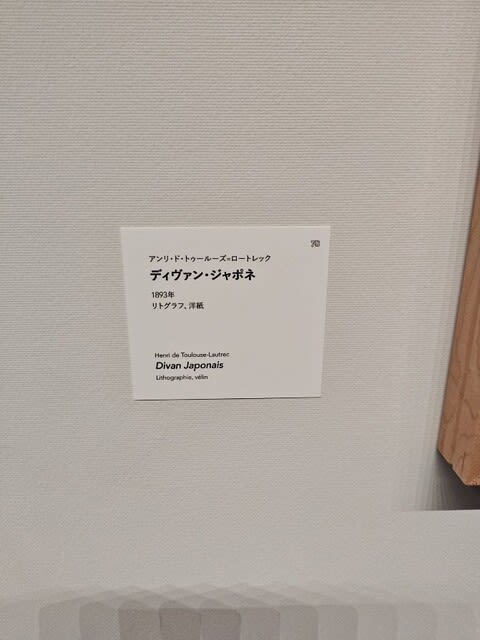 78
アンリ・ド・トゥールーズ=ロートレック
ディヴァン・ジャポネ
1893年
リトグラフ、洋紙
Henri de Toulouse-Lautrec
Divan Japonais
Lithographie, vélin